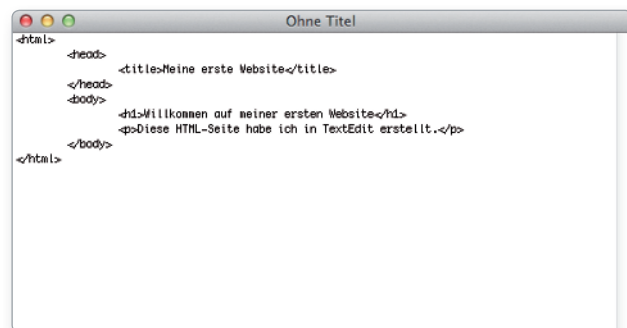 Ohne Titel
<html>
<head>
<title>Meine erste Website</title>
</head>
<body>
<h1>Willkommen auf meiner ersten Website</h1>
<p>Diese HTML-Seite habe ich in TextEdit erstellt.</p>
</body>
</html>